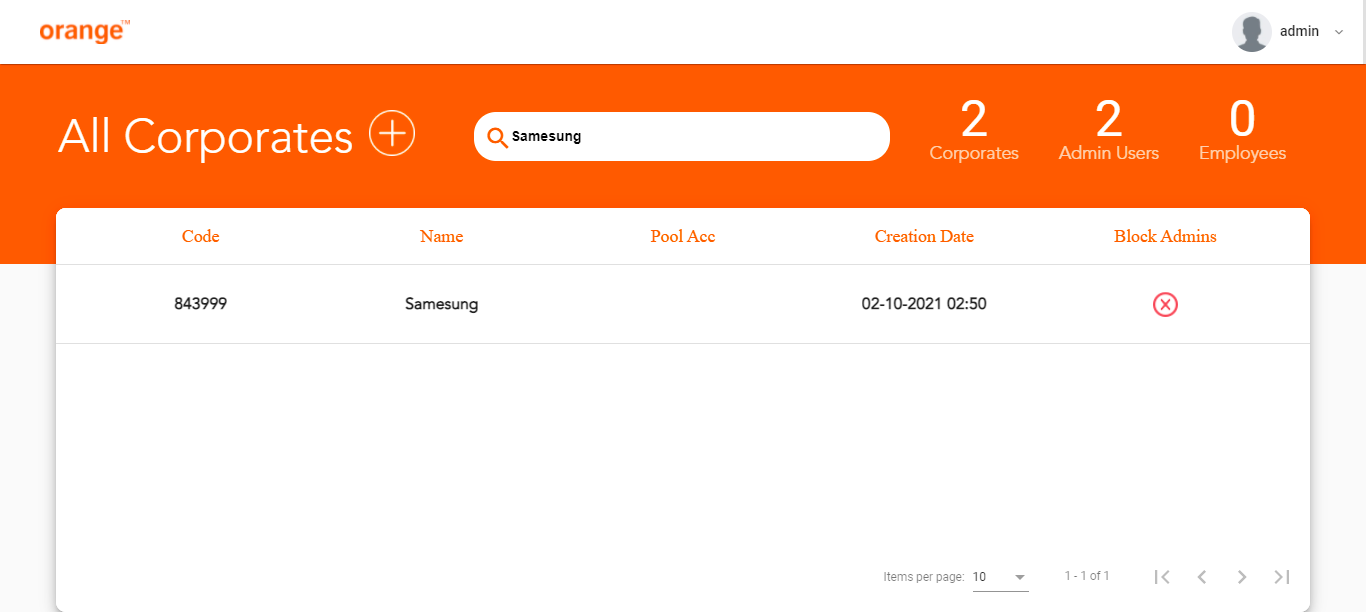 orange™
admin
All Corporates
Samesung
2
Corporates
2
Admin Users
0
Employees
Code Name Pool Acc Creation Date Block Admins
843999 Samesung 02-10-2021 02:50
Items per page: 10 1 - 1 of 1